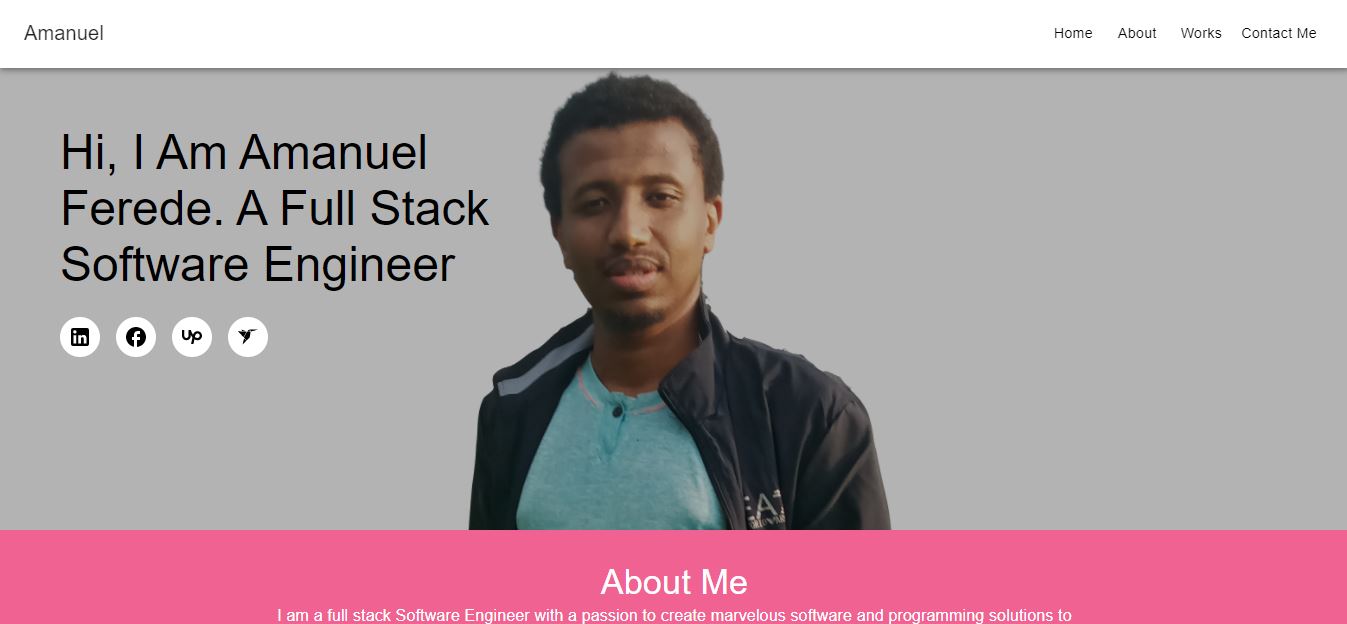 Amanuel
Home About Works Contact Me
Hi, I Am Amanuel
Ferede. A Full Stack
Software Engineer
in
up
About Me
I am a full stack Software Engineer with a passion to create marvelous software and programming solutions to